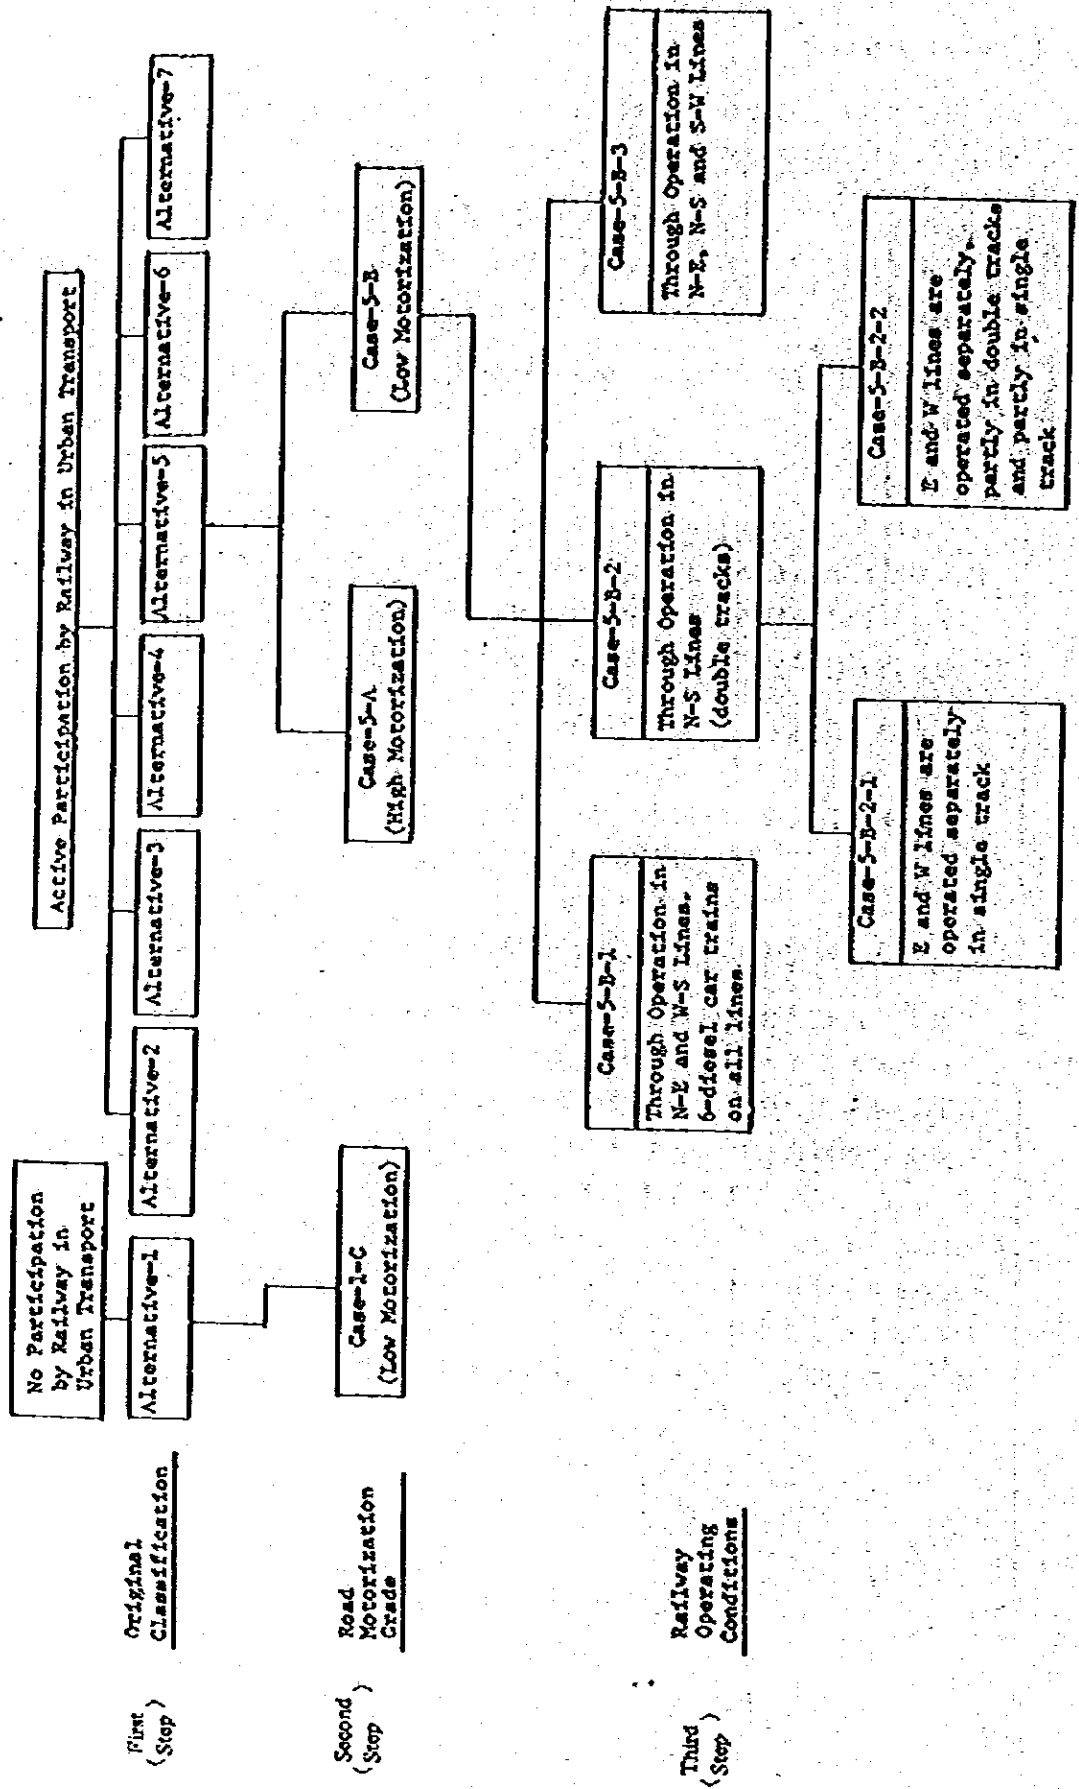 No Participation
by Railway in
Urban Transport
Active Participation by Railway in Urban Transport
First
(Step)
Original
Classification
Alternative-1
Alternative-2
Alternative-3
Alternative-4
Alternative-5
Alternative-6
Alternative-7
Second
(Step)
Road
Motorization
Grade
Case-1-C
(Low Motorization)
Case-5-A
(High Motorization)
Case-5-B
(Low Motorization)
Third
(Step)
Railway
Operating
Conditions
Case-5-B-1
Through Operation in
N-E and W-S Lines,
6-diesel car trains
on all lines
Case-5-B-2
Through Operation in
N-S Lines
(double tracks)
Case-5-B-3
Through Operation in
N-E, N-S and S-W Lines
Case-5-B-2-1
E and W lines are
operated separately
in single track
Case-5-B-2-2
E and W lines are
operated separately,
partly in double tracks
and partly in single
track